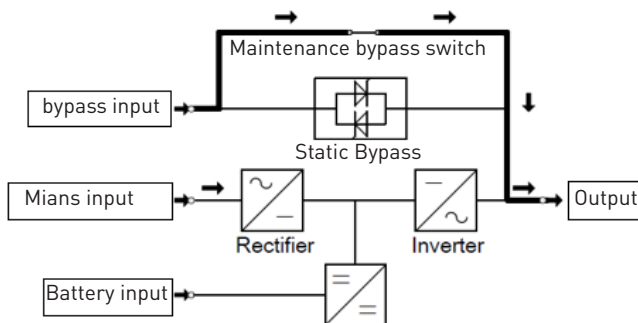 Maintenance bypass switch
bypass input
Static Bypass
Mians input
Output
Rectifier
Inverter
Battery input